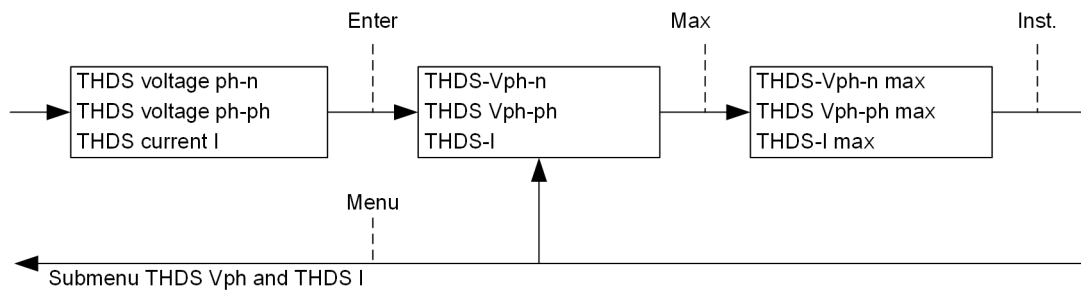 Enter
Max
Inst.
THDS voltage ph-n
THDS voltage ph-ph
THDS current I
THDS-Vph-n
THDS Vph-ph
THDS-I
THDS-Vph-n max
THDS Vph-ph max
THDS-I max
Menu
Submenu THDS Vph and THDS I